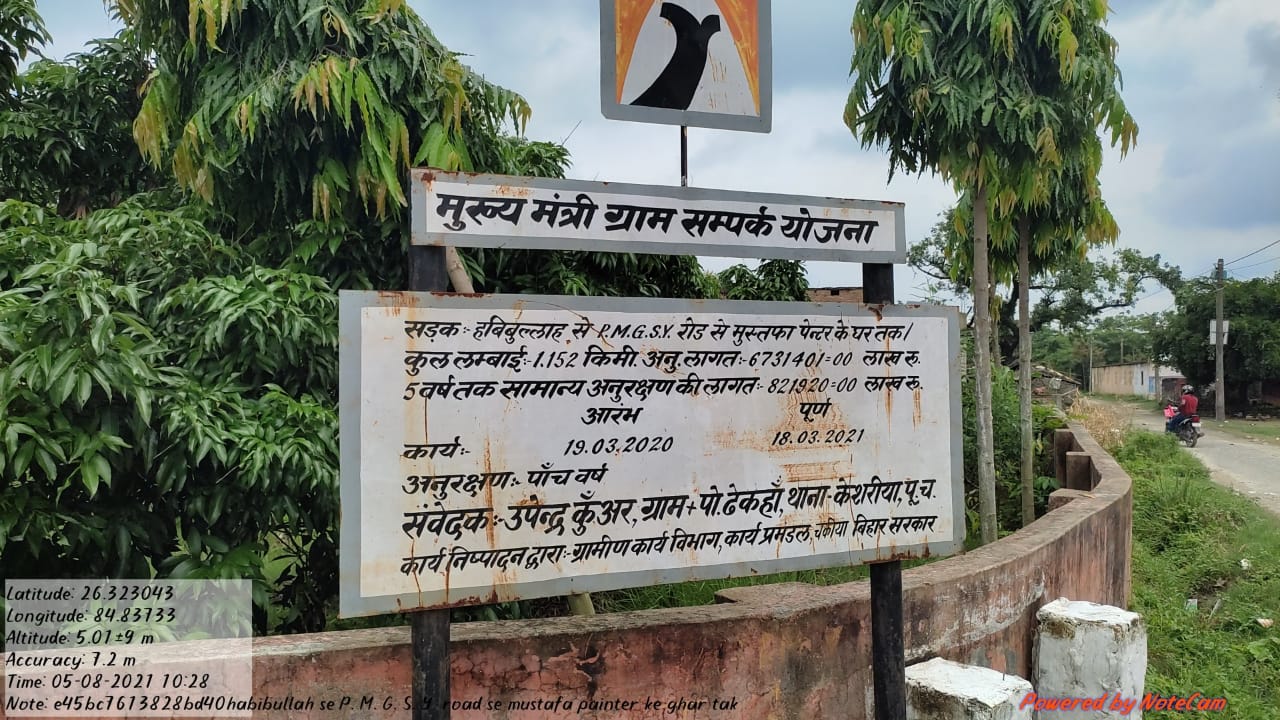 मुख्य मंत्री ग्राम सम्पर्क योजना
सड़क:- हबिबुल्लाह से P.M.G.S.Y. रोड से मुस्तफा पेन्टर के घर तक/
कुल लम्बाई:-1.152 किमी. अनु.लागत:-6731401=00 लाख रु.
5 वर्ष तक सामान्य अनुरक्षण की लागत:- 821920=00 लाख रु.
आरंभ पूर्ण
कार्य:- 19.03.2020 18.03.2021
अनुरक्षण:- पाँच वर्ष
संवेदक:-उपेन्द्र कुँअर, ग्राम+पो.ढेकहाँ, थाना-केशरीया, पू.च.
कार्य निष्पादन द्वारा:-ग्रामीण कार्य विभाग, कार्य प्रमडल, चकीया बिहार सरकार
Latitude: 26.323043
Longitude: 84.83733
Altitude: 5.01±9 m
Accuracy: 7.2 m
Time: 05-08-2021 10:28
Note: e45bc7613828bd40habibullah se P. M. G. S. Y. road se mustafa painter ke ghar tak
Powered by NoteCam